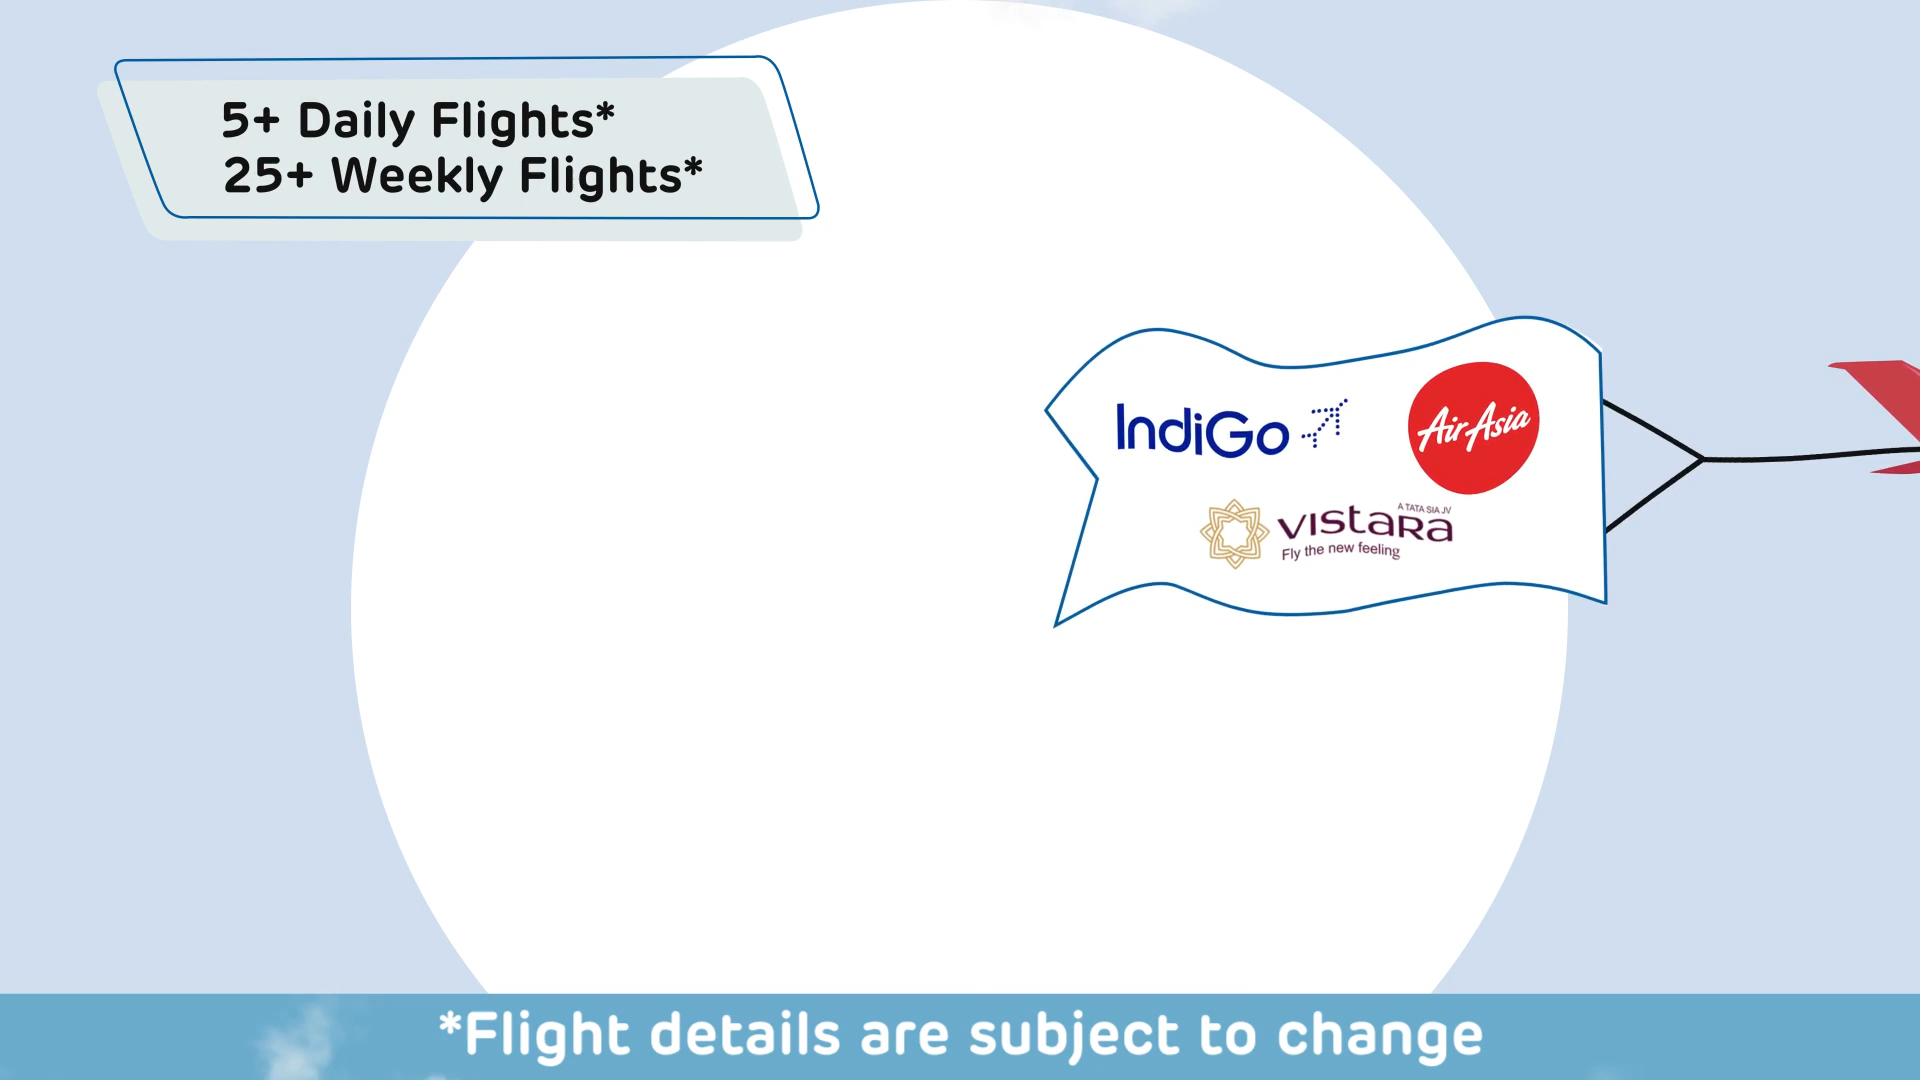 5+ Daily Flights*
25+ Weekly Flights*
IndiGo
AirAsia
A TATA SIA JV
VISTARA
Fly the new feeling
*Flight details are subject to change